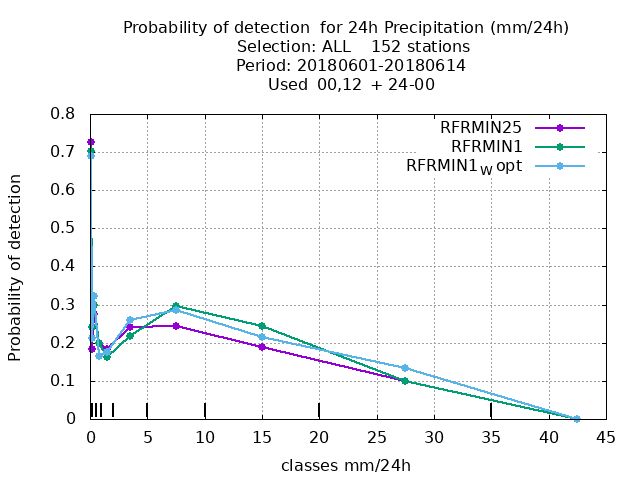 Probability of detection  for 24h Precipitation (mm/24h)
Selection: ALL    152 stations
Period: 20180601-20180614
Used  00,12  + 24-00
RFRMIN25
RFRMIN1
RFRMIN1W opt
Probability of detection
0.8
0.7
0.6
0.5
0.4
0.3
0.2
0.1
0
0 5 10 15 20 25 30 35 40 45
classes mm/24h